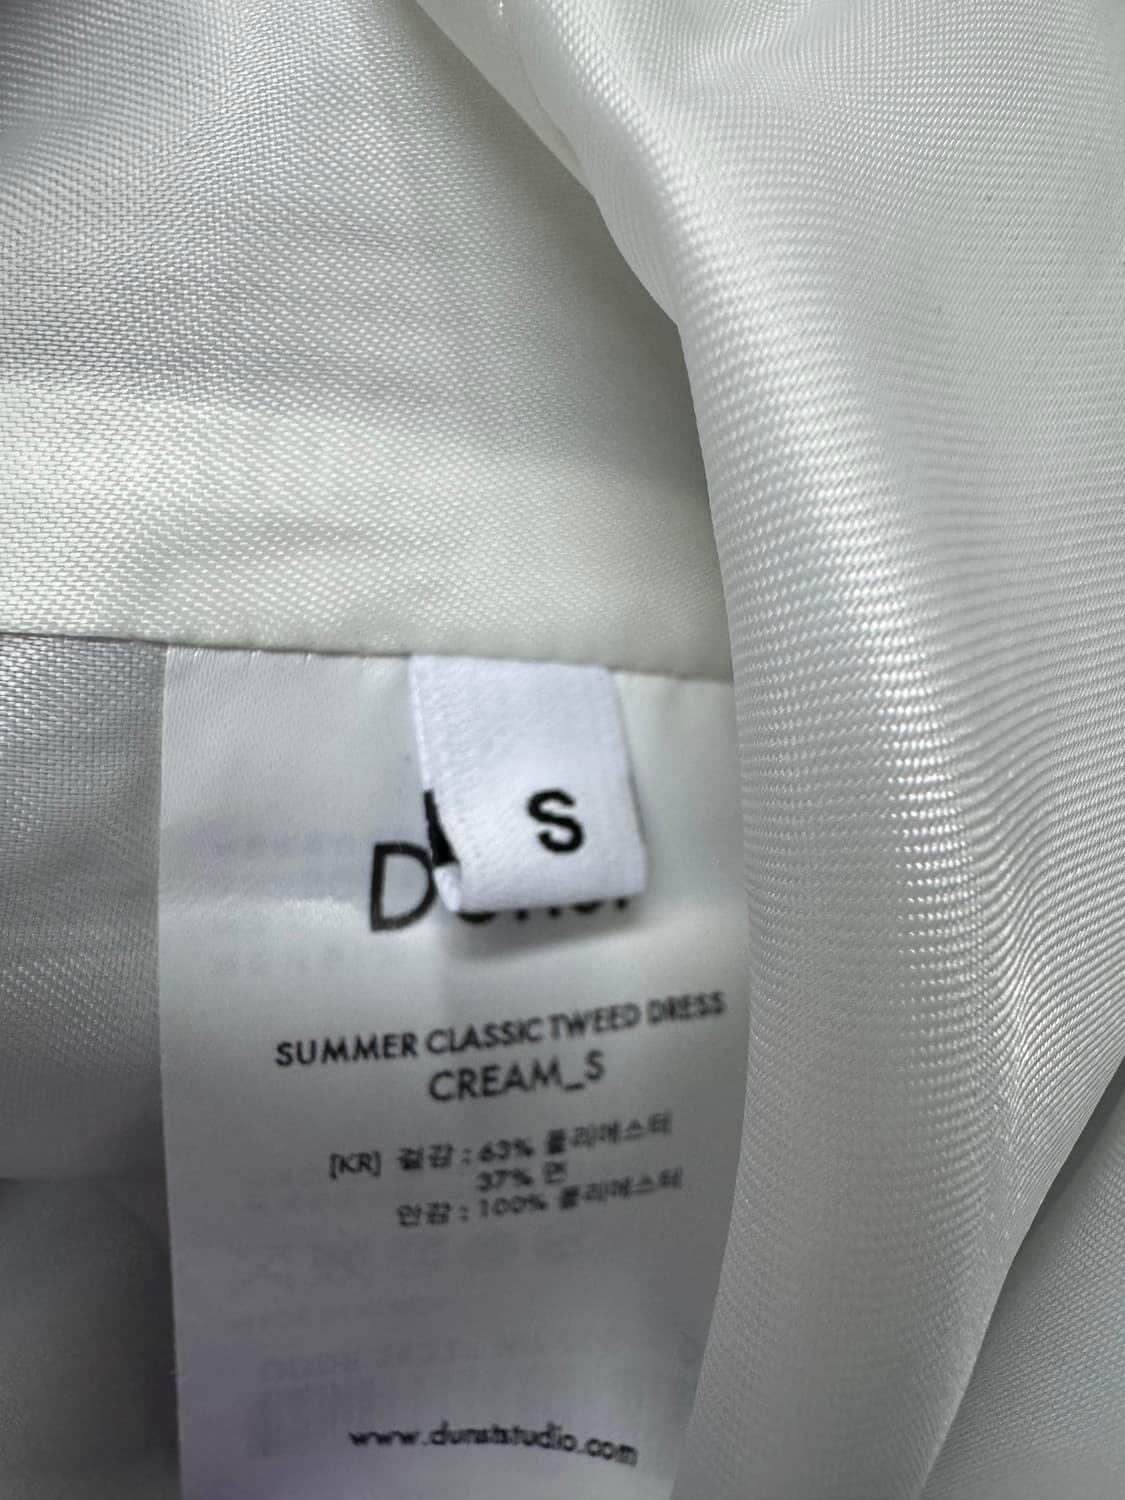 S
SUMMER CLASSIC TWEED DRESS
CREAM_S
[KR] 겉감 : 63% 폴리에스터
37% 면
안감 : 100% 폴리에스터
www.dunststudio.com